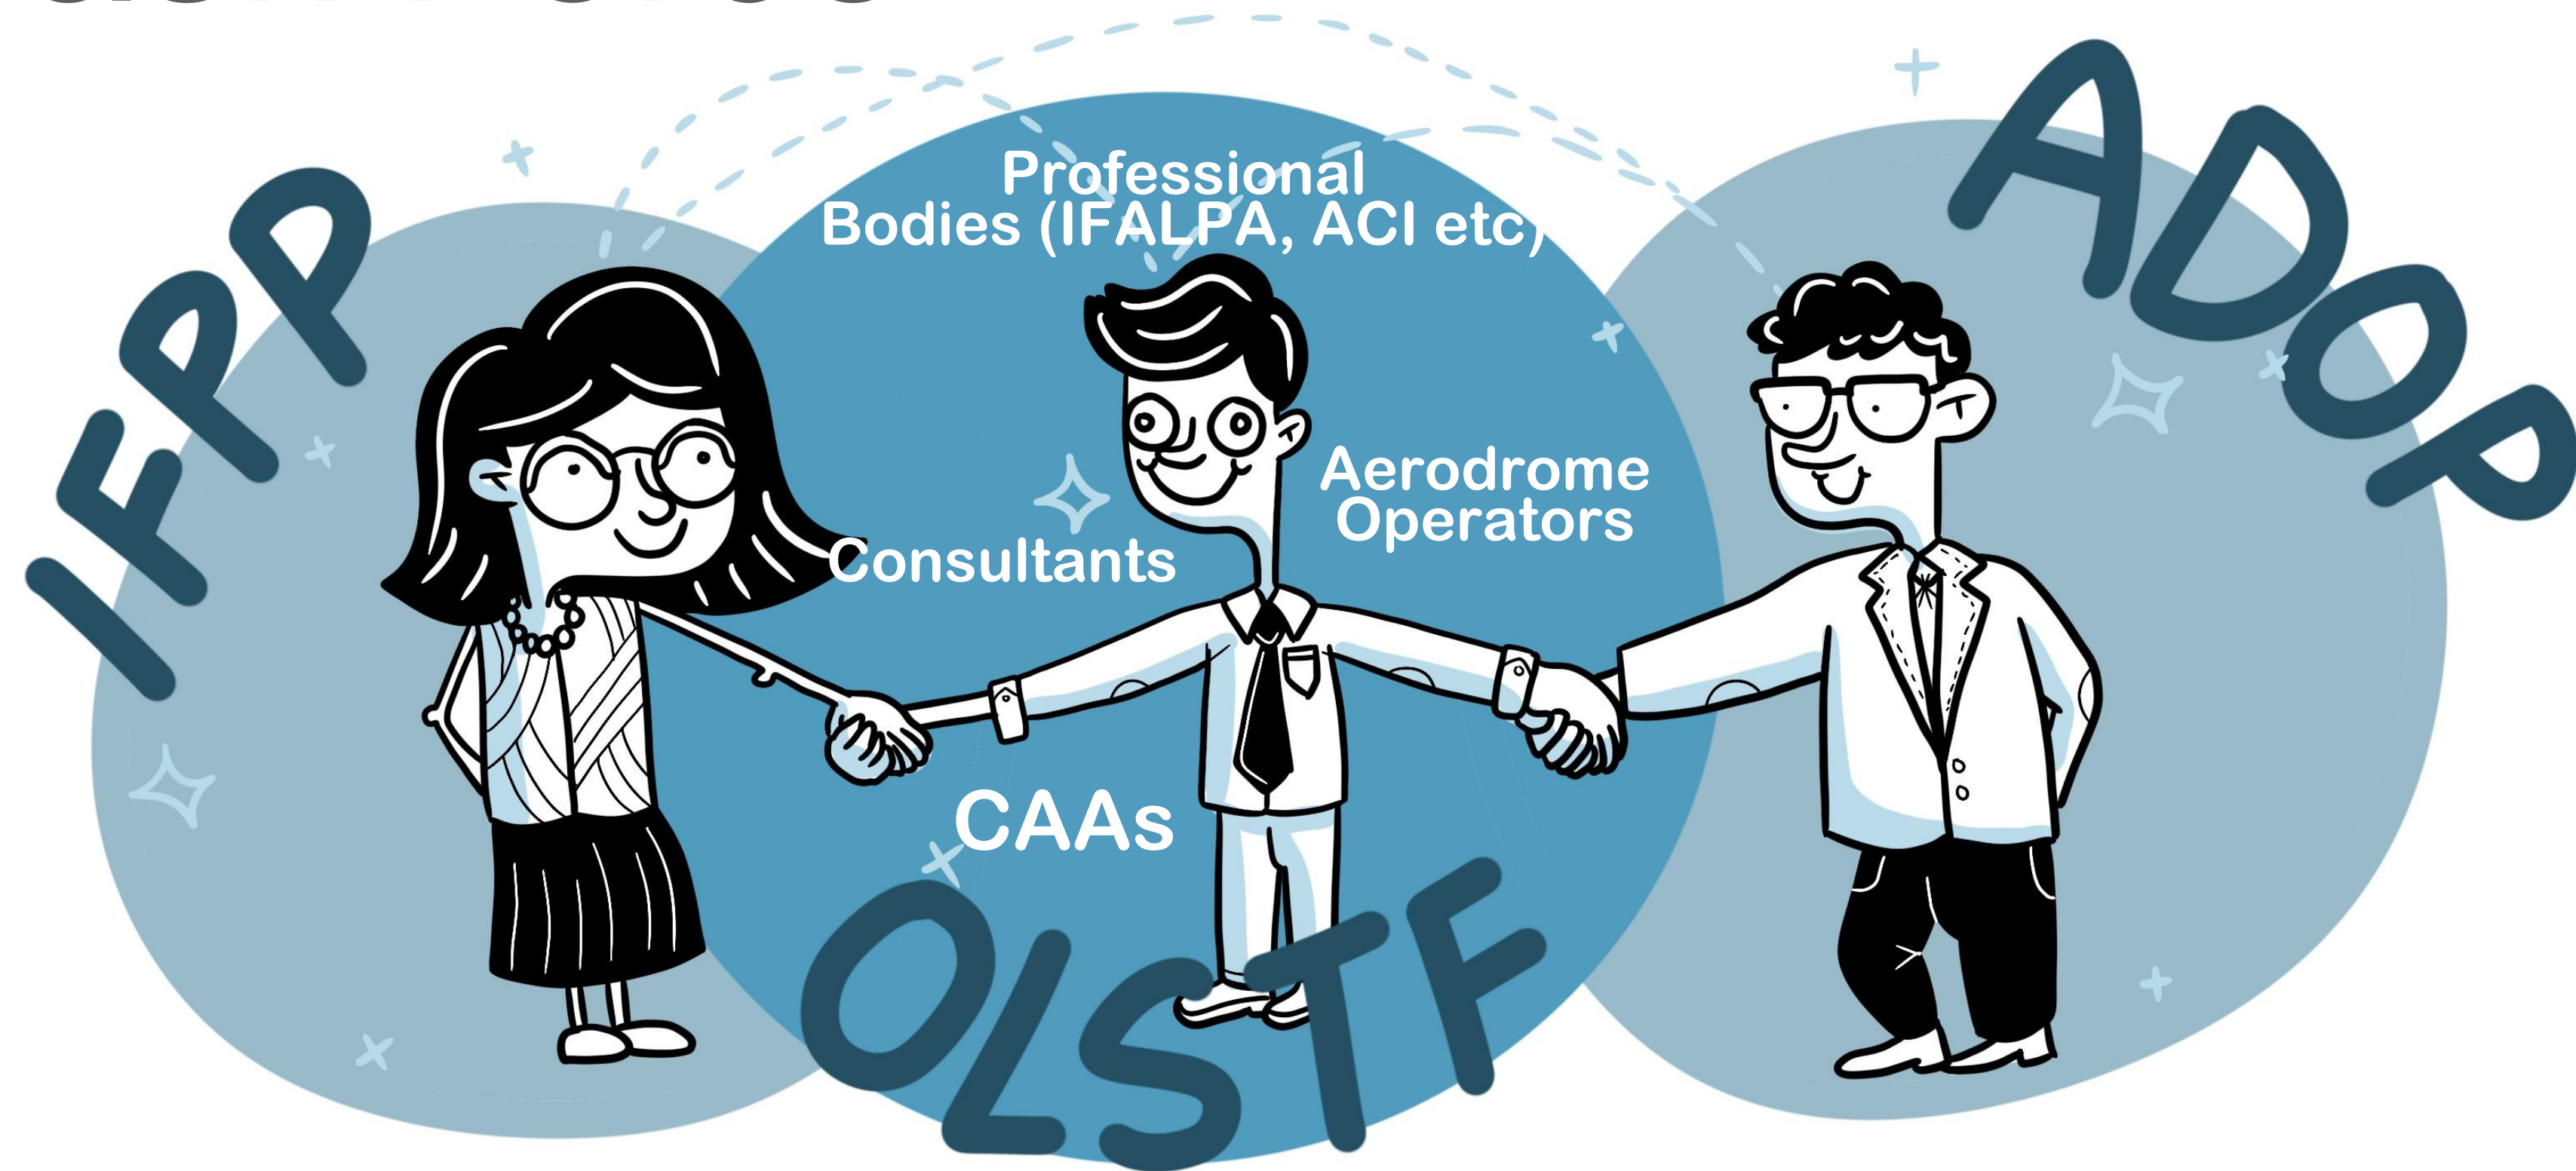 IFPP
ADOP
Professional
Bodies (IFALPA, ACI etc)
Aerodrome
Operators
Consultants
CAAs
OLSTF